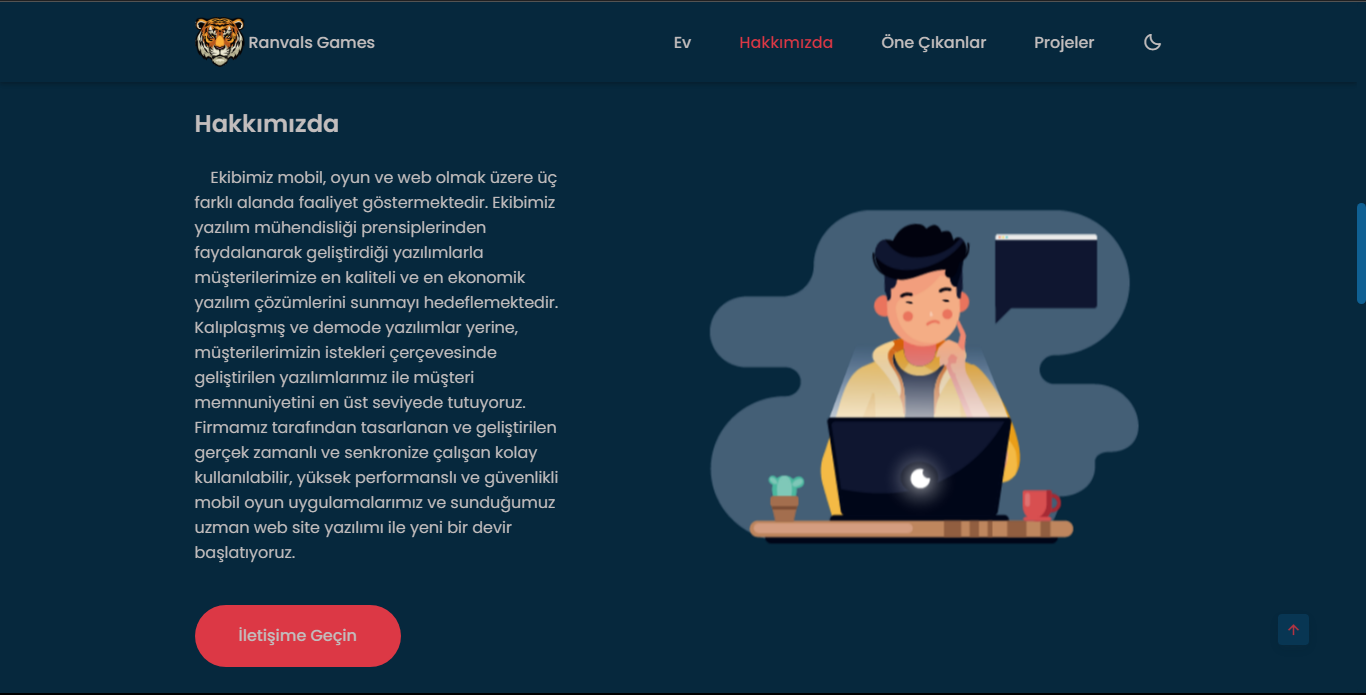 Ranvals Games
Ev
Hakkımızda
Öne Çıkanlar
Projeler
Hakkımızda
Ekibimiz mobil, oyun ve web olmak üzere üç
farklı alanda faaliyet göstermektedir. Ekibimiz
yazılım mühendisliği prensiplerinden
faydalanarak geliştirdiği yazılımlarla
müşterilerimize en kaliteli ve en ekonomik
yazılım çözümlerini sunmayı hedeflemektedir.
Kalıplaşmış ve demode yazılımlar yerine,
müşterilerimizin istekleri çerçevesinde
geliştirilen yazılımlarımız ile müşteri
memnuniyetini en üst seviyede tutuyoruz.
Firmamız tarafından tasarlanan ve geliştirilen
gerçek zamanlı ve senkronize çalışan kolay
kullanılabilir, yüksek performanslı ve güvenlikli
mobil oyun uygulamalarımız ve sunduğumuz
uzman web site yazılımı ile yeni bir devir
başlatıyoruz.
İletişime Geçin